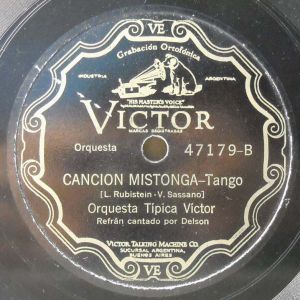 VE
Grabación Ortofónica
INDUSTRIA ARGENTINA
"HIS MASTER'S VOICE"
VICTOR
MARCAS REGISTRADAS
Orquesta 47179-B
CANCION MISTONGA-Tango
[L. Rubistein-V. Sassano]
Orquesta Típica Victor
Refrán cantado por Delson
VICTOR TALKING MACHINE CO.
SUCURSAL ARGENTINA,
BUENOS AIRES
VE